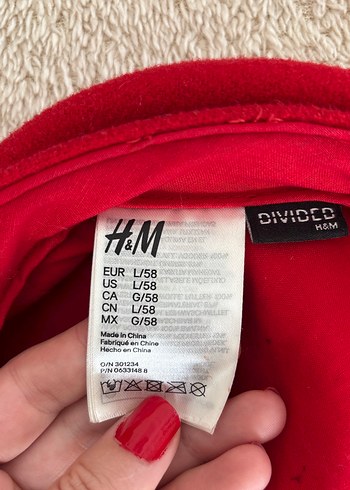 H&M
DIVIDED
H&M
EUR L/58
US L/58
CA G/58
CN L/58
MX G/58
Made in China
Fabriqué en Chine
Hecho en China
O/N 301234
P/N 0633148 8